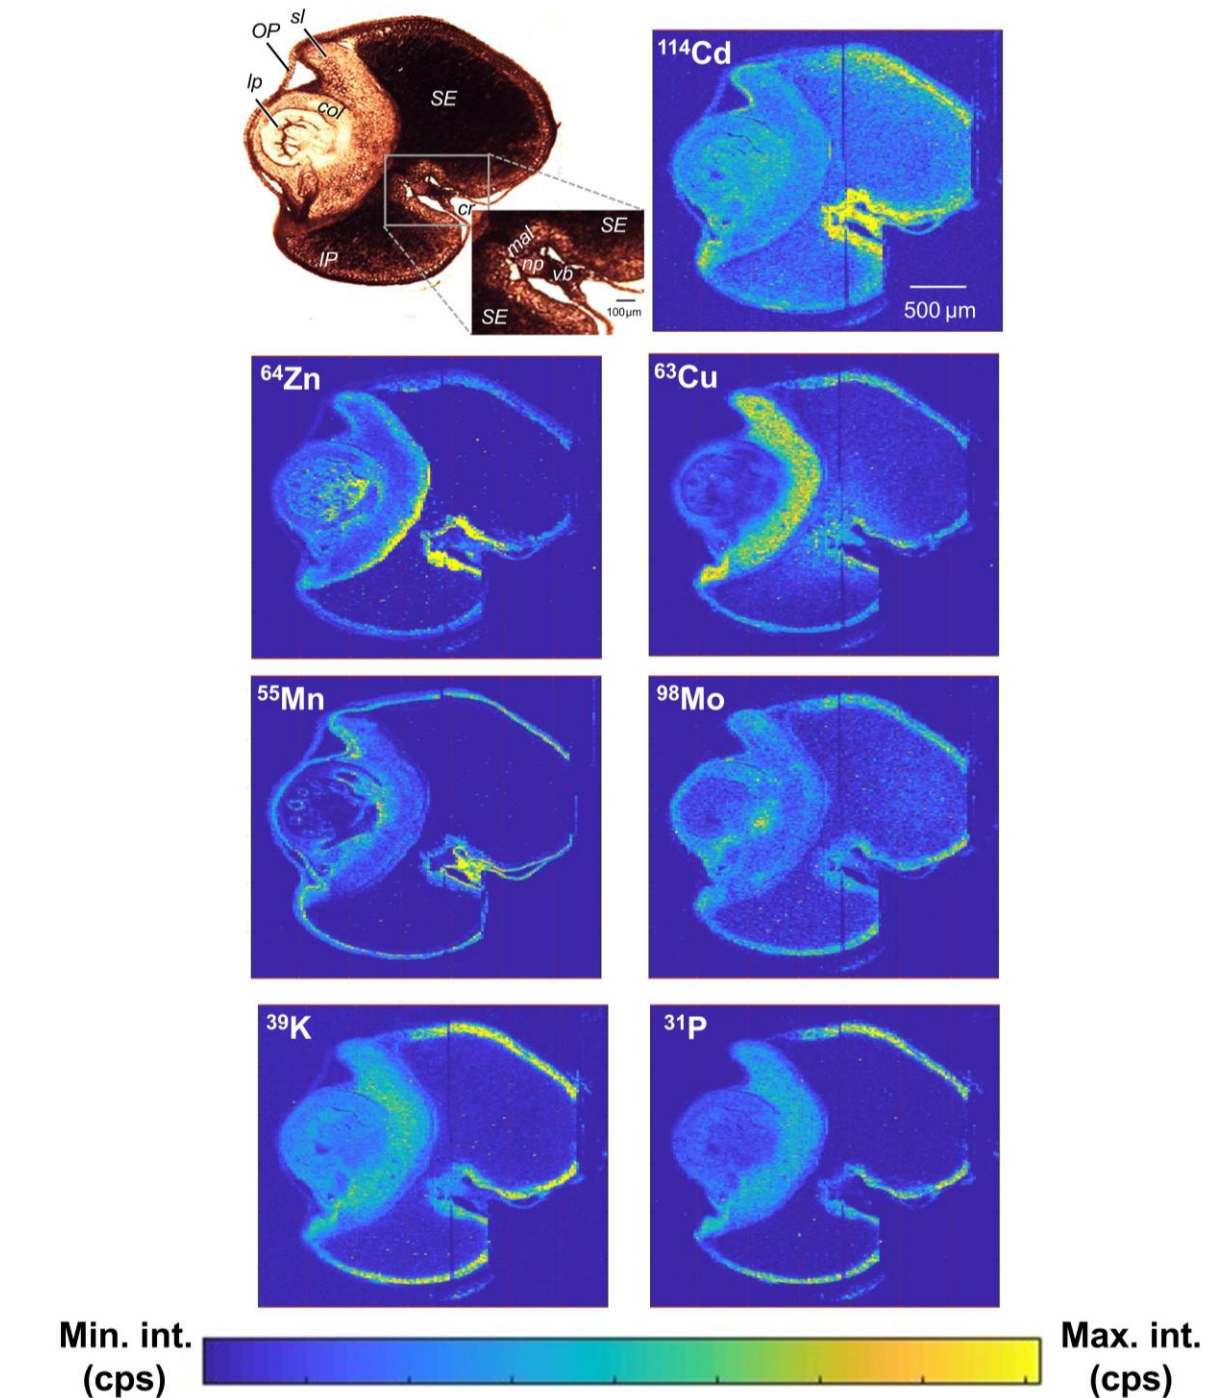 sl
OP
lp
col
SE
cr
IP
SE
mal
np
vb
SE
100µm
114Cd
500 µm
64Zn
63Cu
55Mn
98Mo
39K
31P
Min. int.
(cps)
Max. int.
(cps)